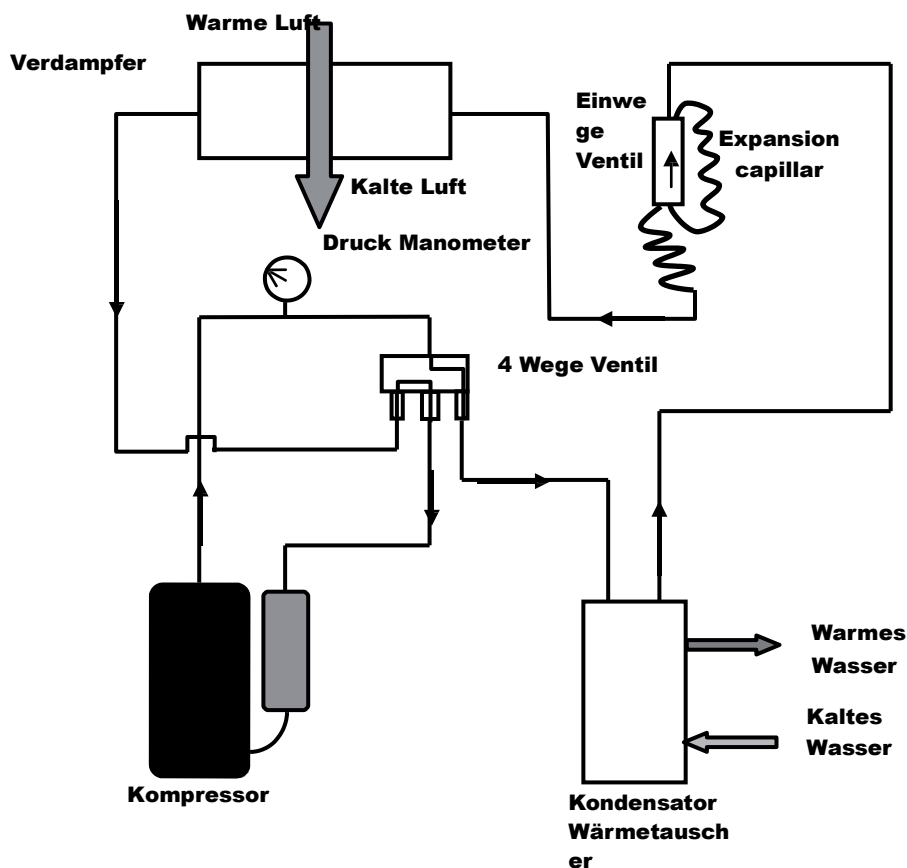 Warme Luft
Verdampfer
Einwe
ge
Ventil
Expansion
capillar
Kalte Luft
Druck Manometer
4 Wege Ventil
Warmes
Wasser
Kaltes
Wasser
Kompressor
Kondensator
Wärmetausch
er